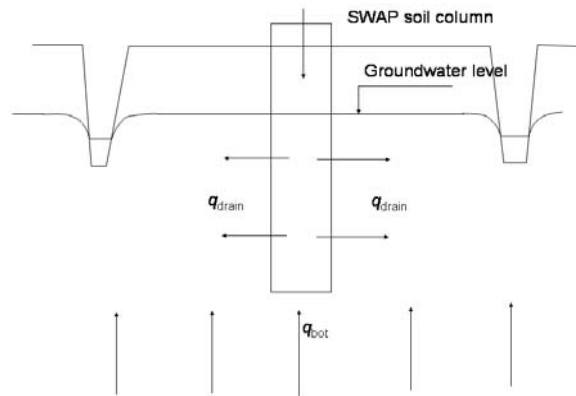 SWAP soil column
Groundwater level
qdrain qdrain
qbot